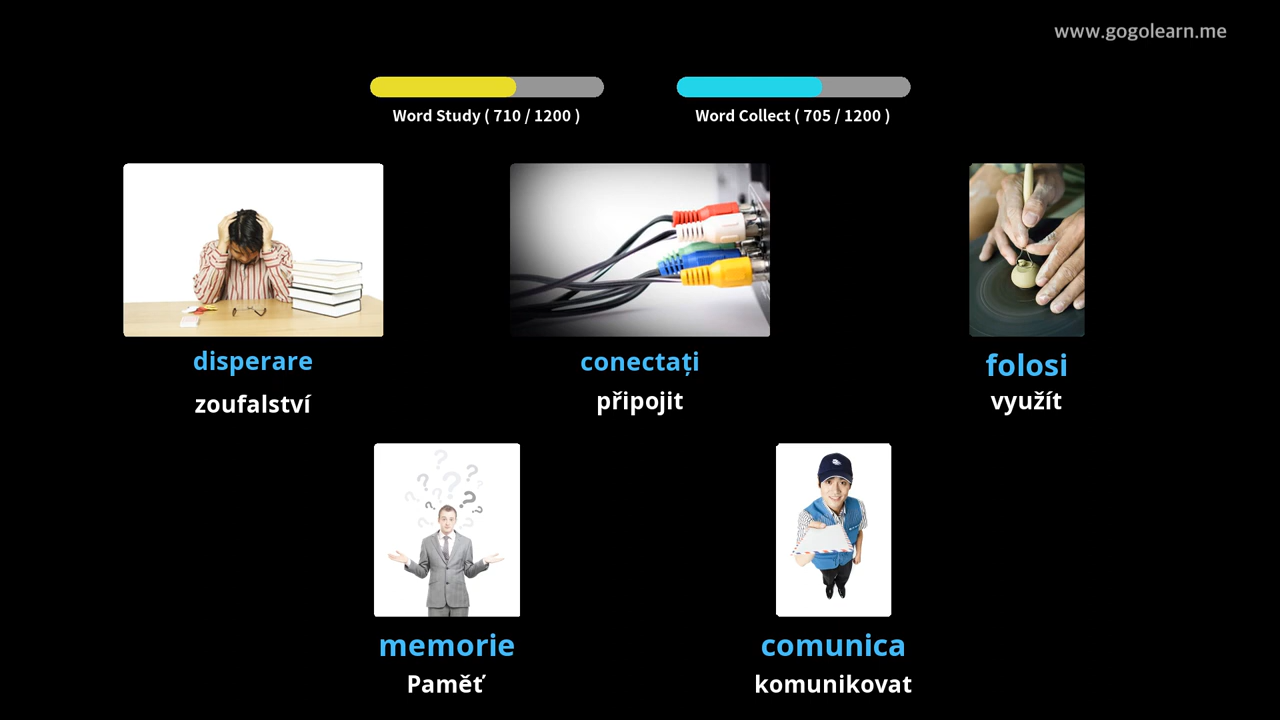 www.gogolearn.me
Word Study ( 710 / 1200 )
Word Collect ( 705 / 1200 )
disperare
conectați
folosi
zoufalství
připojit
využít
memorie
comunica
Paměť
komunikovat